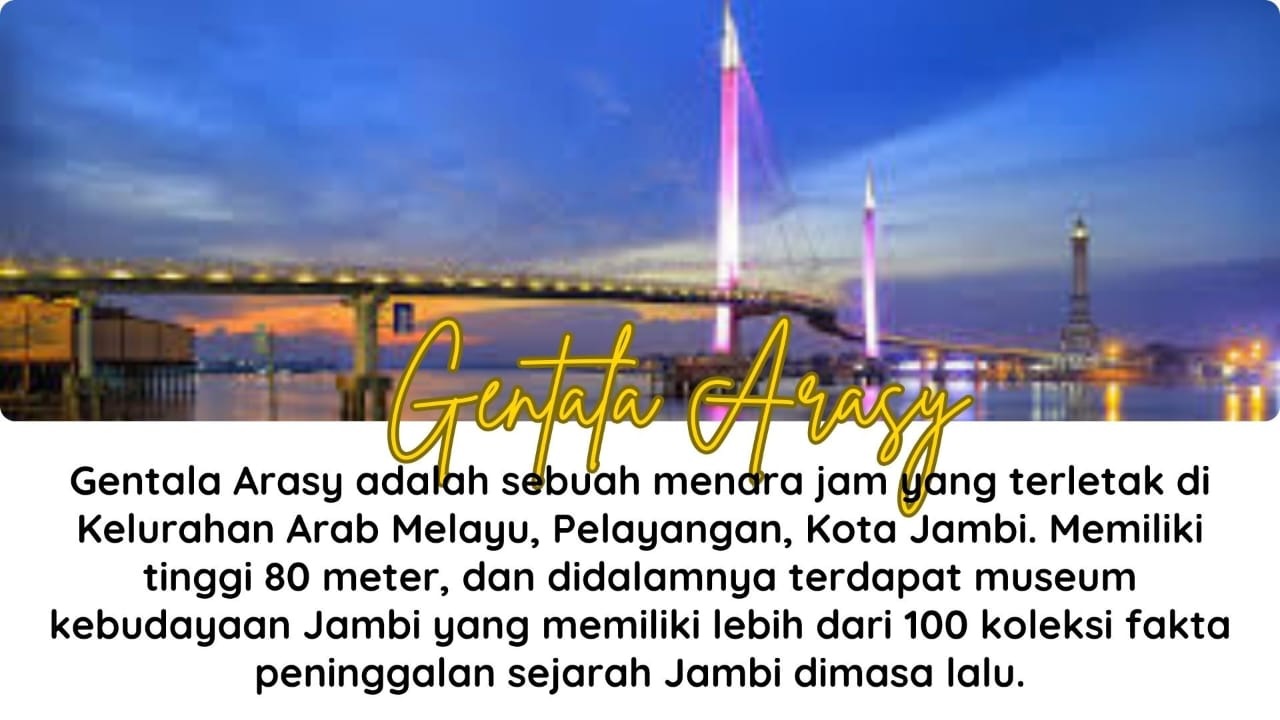 Gentala Arasy
Gentala Arasy adalah sebuah menara jam yang terletak di
Kelurahan Arab Melayu, Pelayangan, Kota Jambi. Memiliki
tinggi 80 meter, dan didalamnya terdapat museum
kebudayaan Jambi yang memiliki lebih dari 100 koleksi fakta
peninggalan sejarah Jambi dimasa lalu.